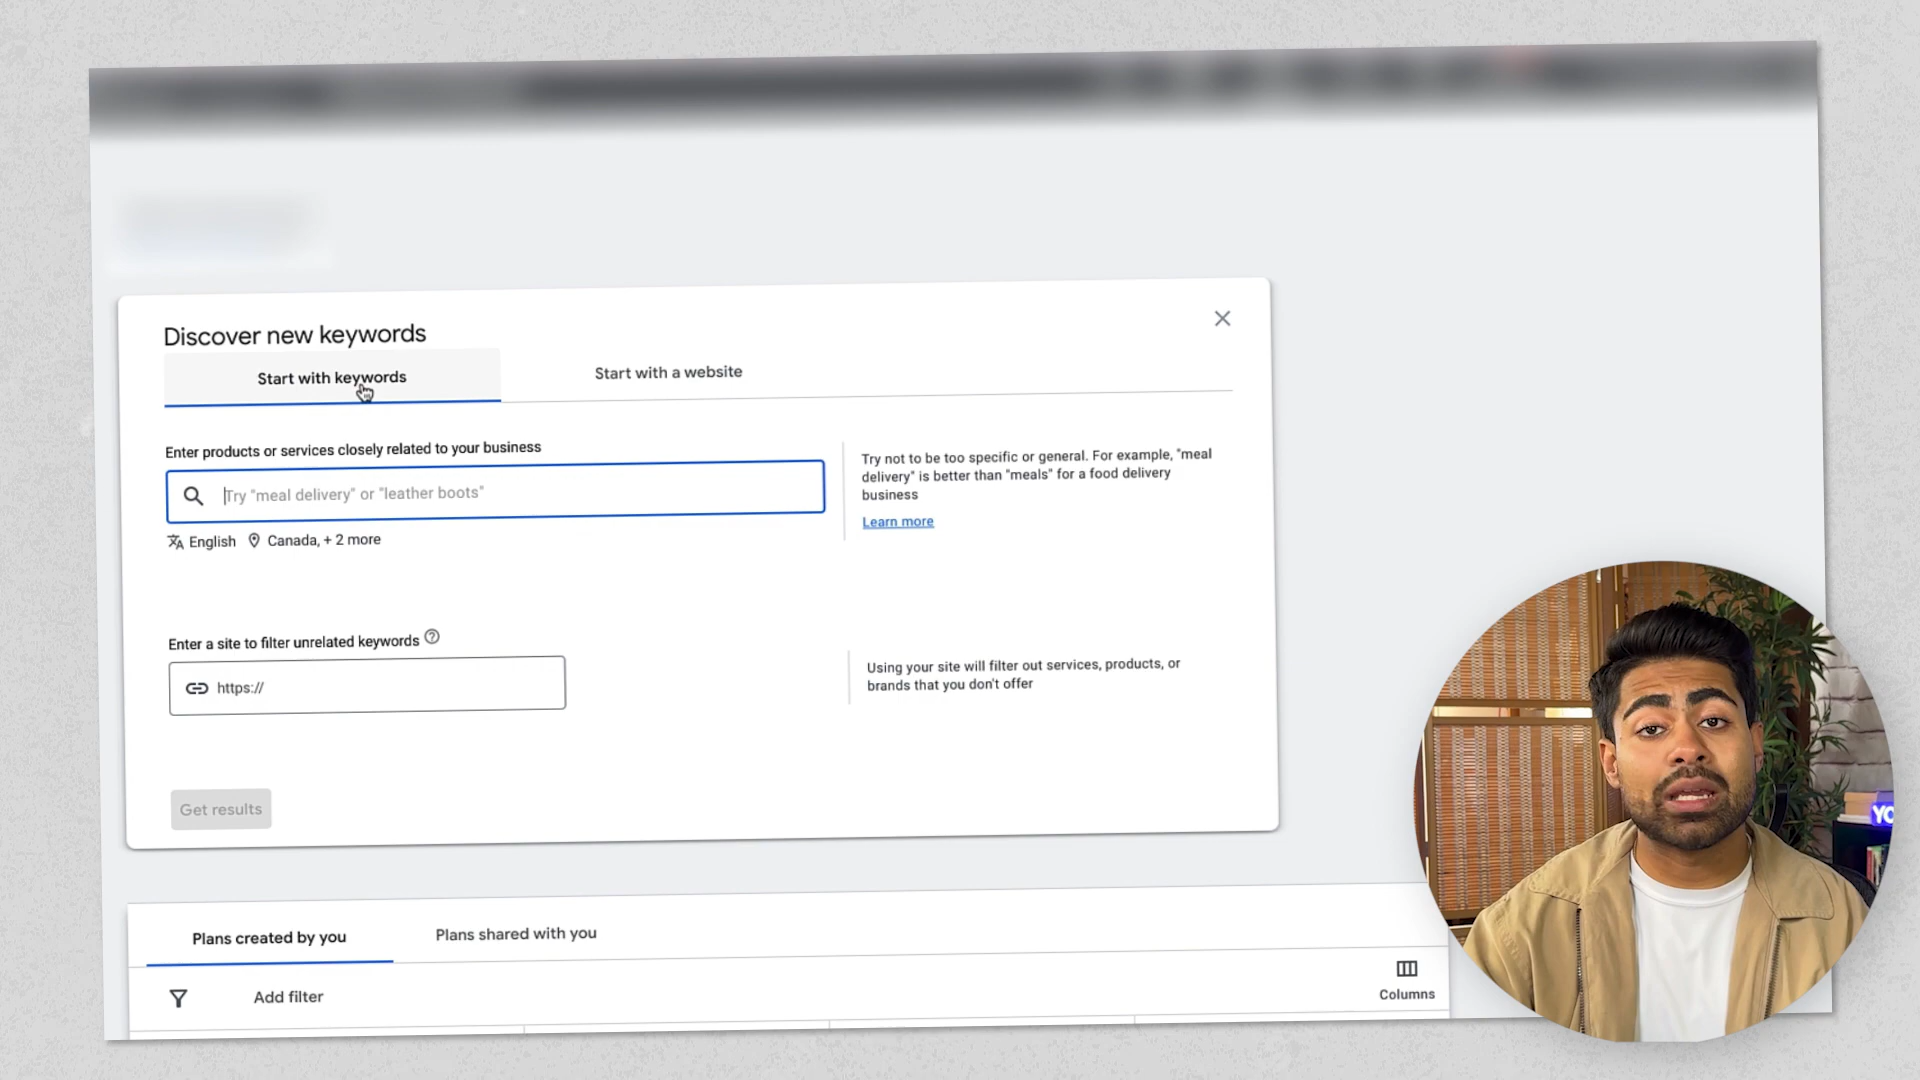 Discover new keywords
Start with keywords
Start with a website
Enter products or services closely related to your business
Try "meal delivery" or "leather boots"
English
Canada, + 2 more
Try not to be too specific or general. For example, "meal
delivery" is better than "meals" for a food delivery
business
Learn more
Enter a site to filter unrelated keywords
https://
Using your site will filter out services, products, or
brands that you don't offer
Get results
Plans created by you
Plans shared with you
Add filter
Columns
YO